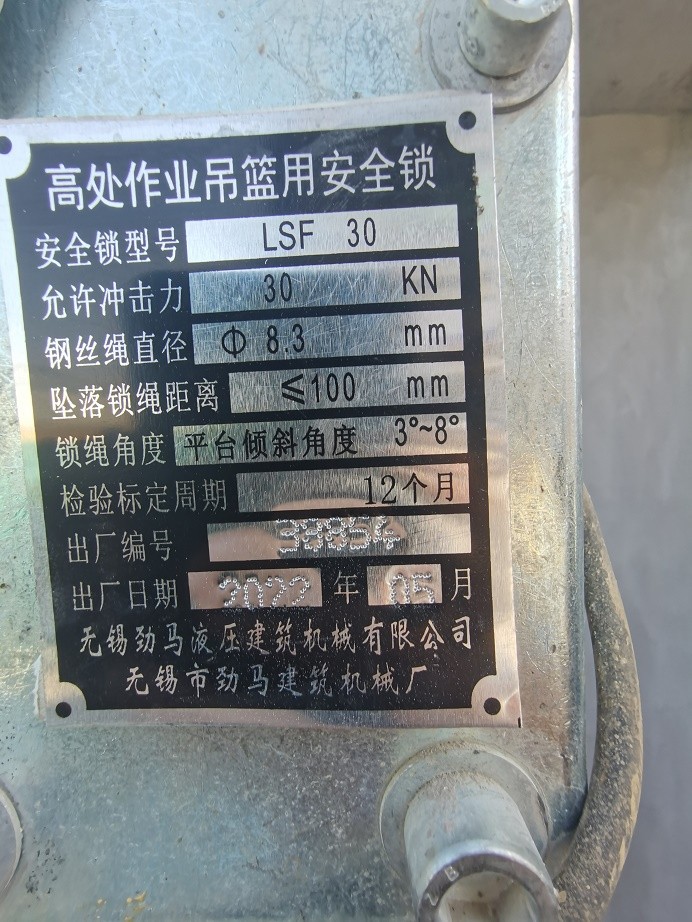 高处作业吊篮用安全锁
安全锁型号 LSF 30
允许冲击力 30 KN
钢丝绳直径 Φ 8.3 mm
坠落锁绳距离 ≤100 mm
锁绳角度 平台倾斜角度 3°~8°
检验标定周期 12个月
出厂编号
出厂日期 2022 年 05 月
无锡劲马液压建筑机械有限公司
无锡市劲马建筑机械厂